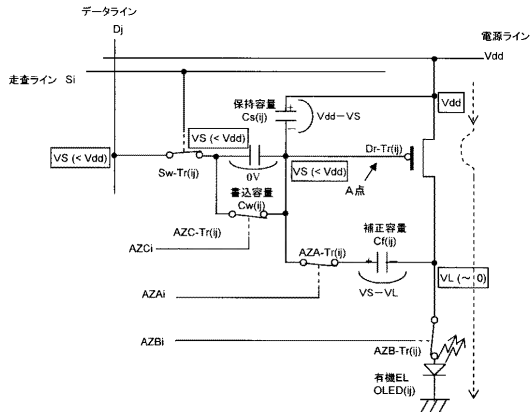 データライン
Dj
電源ライン
Vdd
走査ライン Si
保持容量
Cs(ij)
Vdd−VS
Vdd
VS (< Vdd)
VS (< Vdd)
Dr-Tr(ij)
0V
VS (< Vdd)
A点
Sw-Tr(ij)
書込容量
Cw(ij)
補正容量
Cf(ij)
AZC-Tr(ij)
AZCi
AZA-Tr(ij)
VL (〜 0)
VS−VL
AZAi
AZBi
AZB-Tr(ij)
有機EL
OLED(ij)